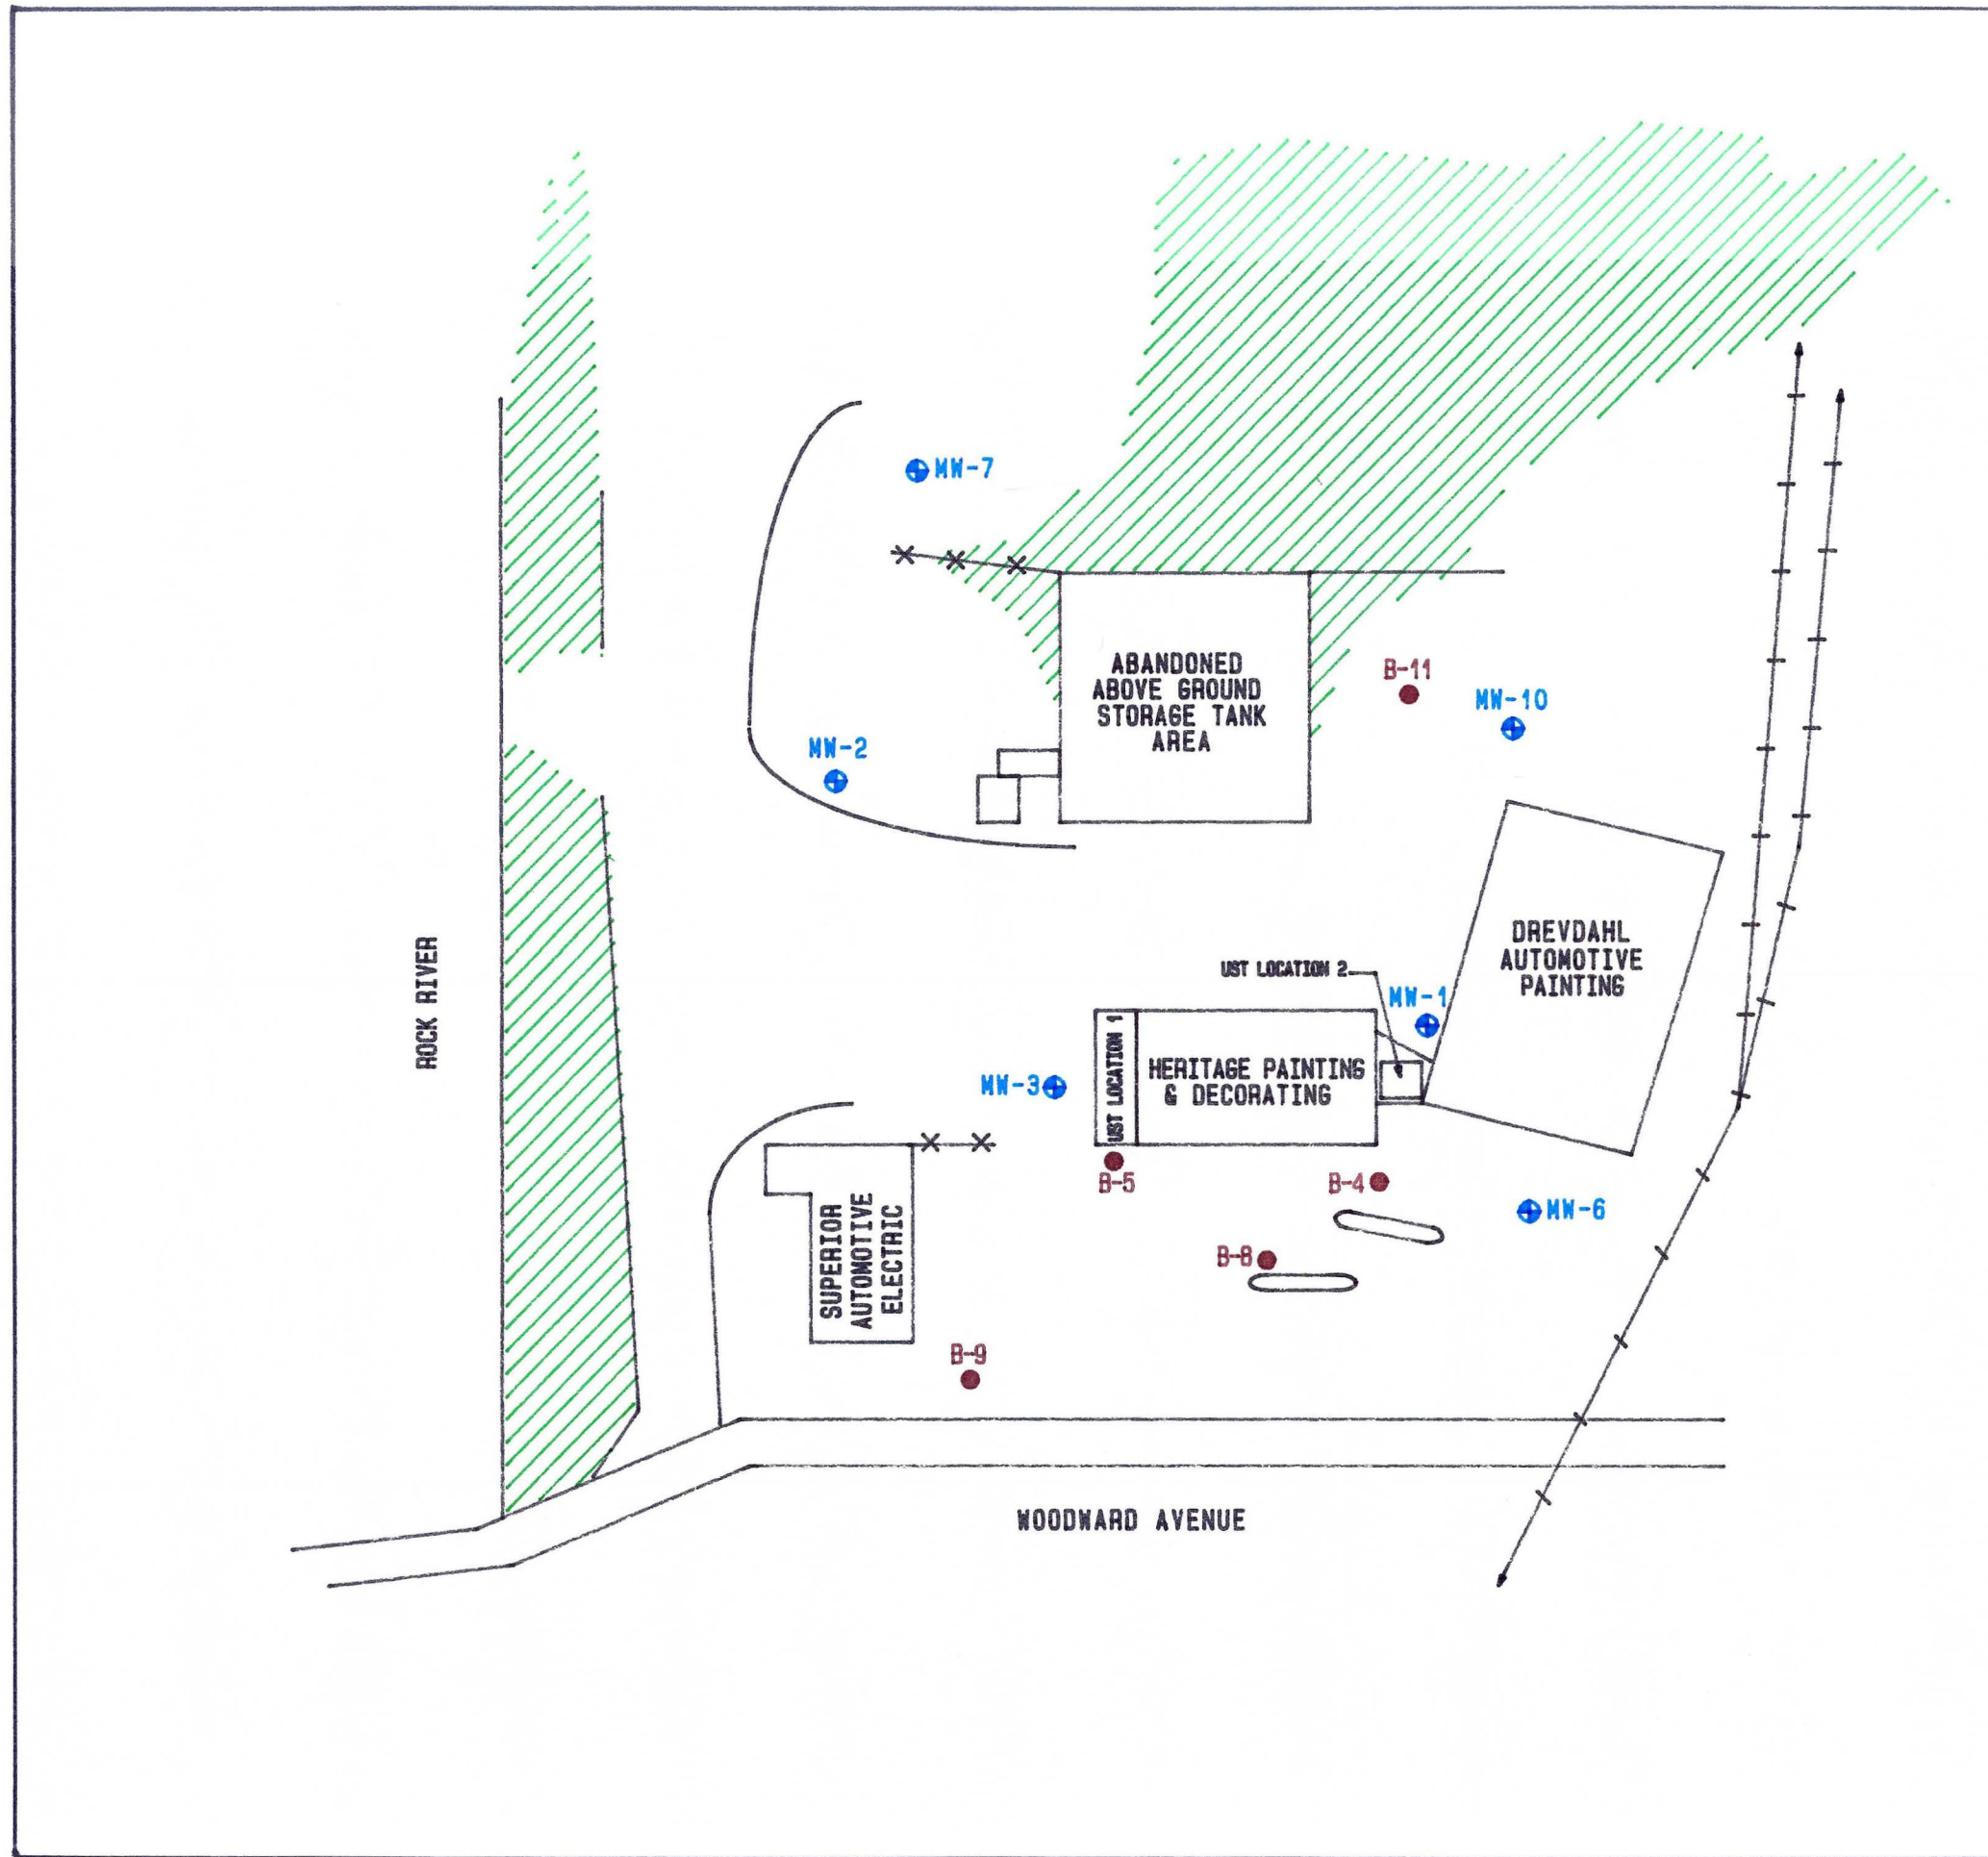 MW-7
ABANDONED
ABOVE GROUND
STORAGE TANK
AREA
B-11
MW-10
MW-2
ROCK RIVER
DREVDAHL
AUTOMOTIVE
PAINTING
UST LOCATION 2
MW-1
UST LOCATION 1
HERITAGE PAINTING
& DECORATING
MW-3
B-5
B-4
MW-6
SUPERIOR
AUTOMOTIVE
ELECTRIC
B-8
B-9
WOODWARD AVENUE